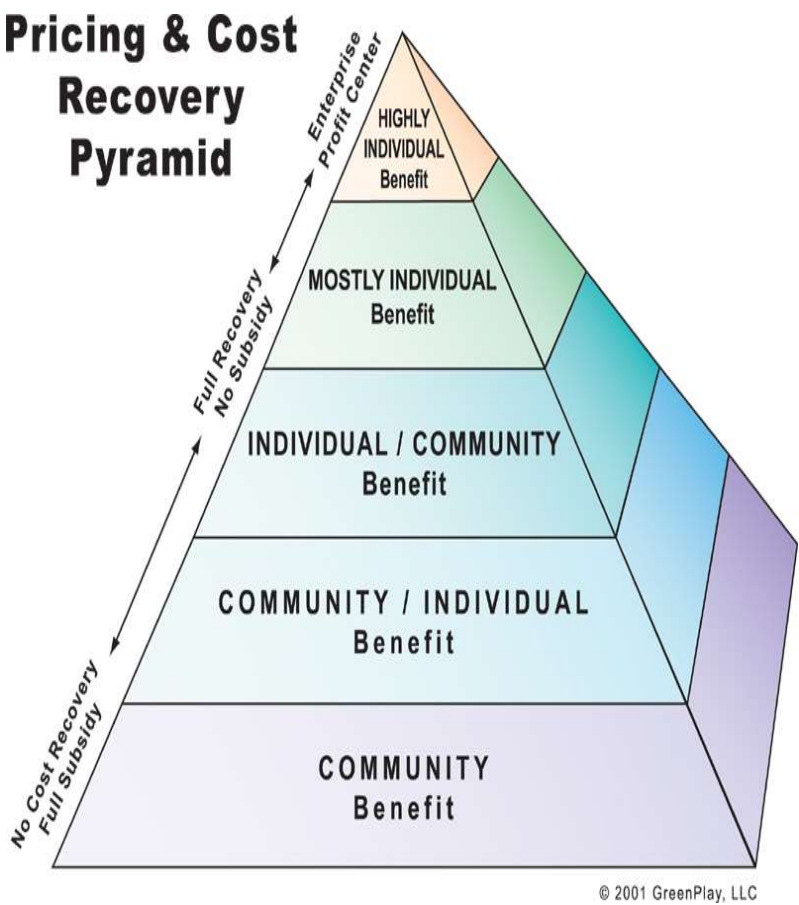 Pricing & Cost
Recovery
Pyramid
Enterprise
Profit Center
HIGHLY
INDIVIDUAL
Benefit
MOSTLY INDIVIDUAL
Benefit
Full Recovery
No Subsidy
INDIVIDUAL / COMMUNITY
Benefit
COMMUNITY / INDIVIDUAL
Benefit
No Cost Recovery
Full Subsidy
COMMUNITY
Benefit
© 2001 GreenPlay, LLC